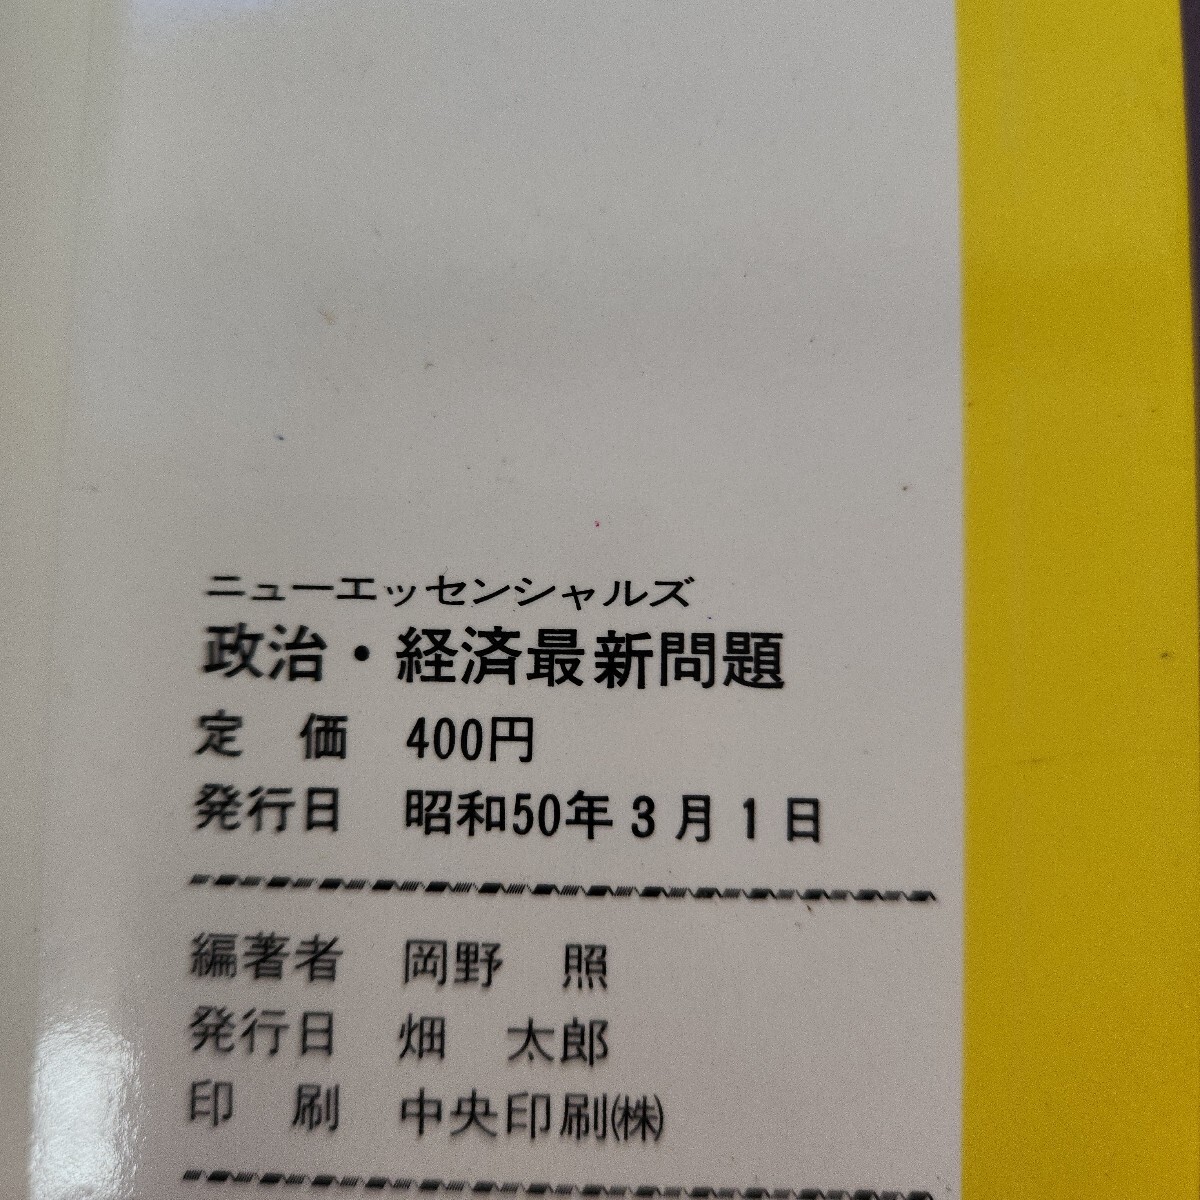 ニューエッセンシャルズ
政治・経済最新問題
定　価　400円
発行日　昭和50年3月1日
編著者　岡野　照
発行日　畑　太郎
印　刷　中央印刷㈱